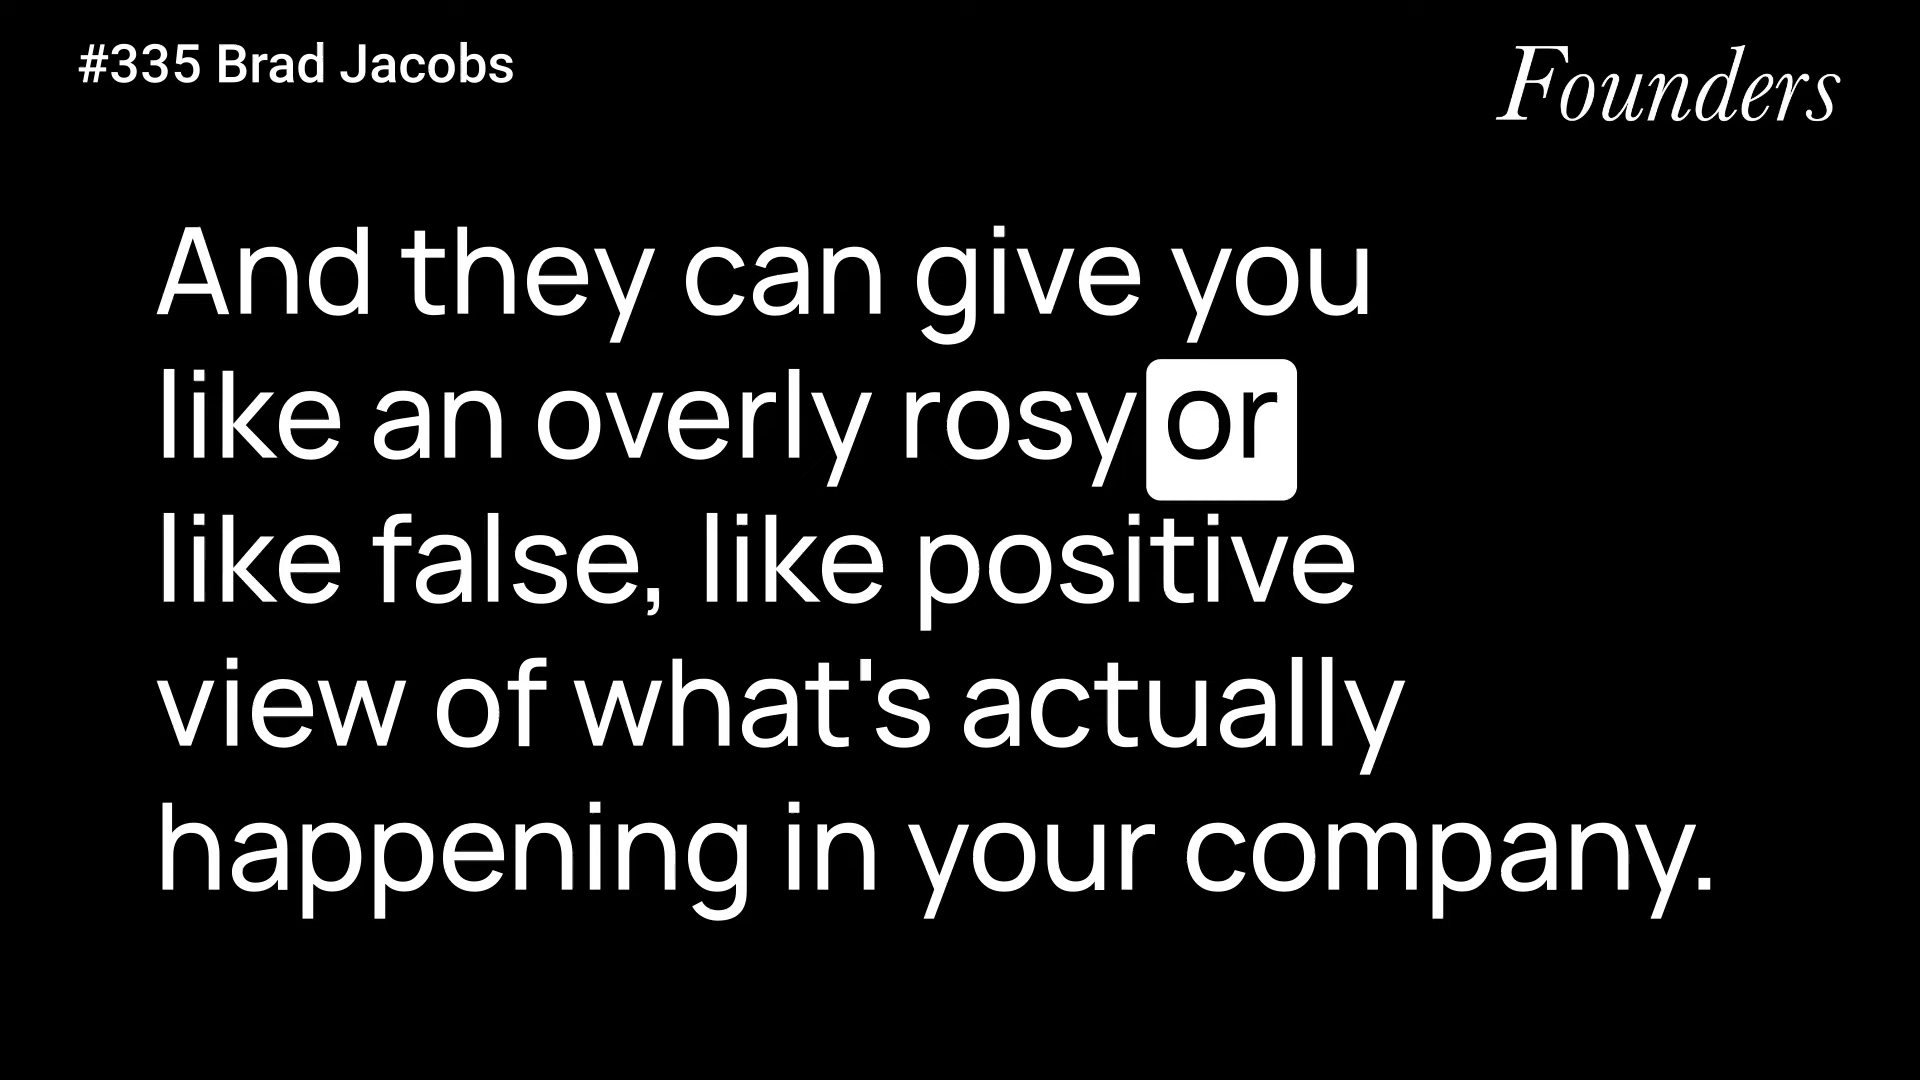 #335 Brad Jacobs
Founders
And they can give you
like an overly rosy or
like false, like positive
view of what's actually
happening in your company.